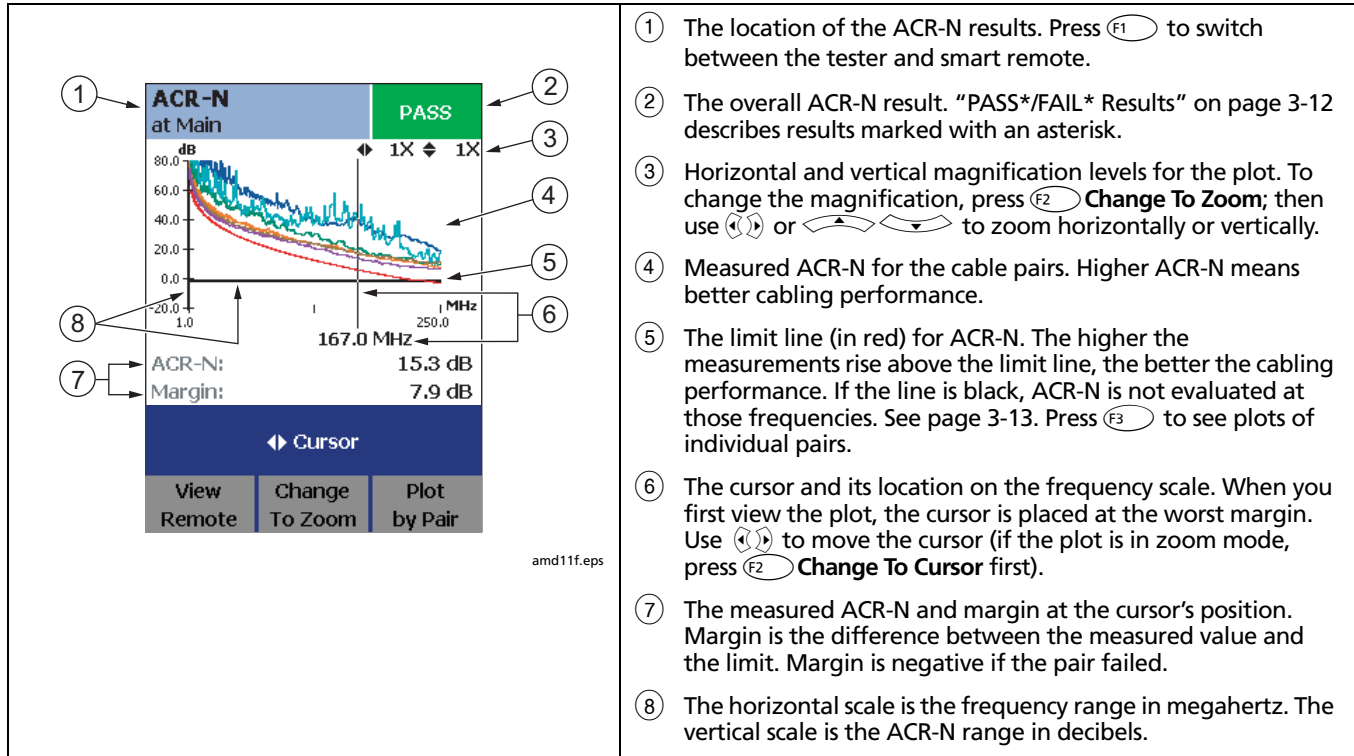 1
ACR-N
at Main
PASS
2
1X 1X
3
dB
80.0
60.0
40.0
20.0
0.0
-20.0
4
5
6
MHz
1.0
250.0
167.0 MHz
8
7
ACR-N: 15.3 dB
Margin: 7.9 dB
Cursor
View Remote
Change To Zoom
Plot by Pair
amd11f.eps
1 The location of the ACR-N results. Press F1 to switch
between the tester and smart remote.
2 The overall ACR-N result. “PASS*/FAIL* Results” on page 3-12
describes results marked with an asterisk.
3 Horizontal and vertical magnification levels for the plot. To
change the magnification, press F2 Change To Zoom; then
use or to zoom horizontally or vertically.
4 Measured ACR-N for the cable pairs. Higher ACR-N means
better cabling performance.
5 The limit line (in red) for ACR-N. The higher the
measurements rise above the limit line, the better the cabling
performance. If the line is black, ACR-N is not evaluated at
those frequencies. See page 3-13. Press F3 to see plots of
individual pairs.
6 The cursor and its location on the frequency scale. When you
first view the plot, the cursor is placed at the worst margin.
Use to move the cursor (if the plot is in zoom mode,
press F2 Change To Cursor first).
7 The measured ACR-N and margin at the cursor’s position.
Margin is the difference between the measured value and
the limit. Margin is negative if the pair failed.
8 The horizontal scale is the frequency range in megahertz. The
vertical scale is the ACR-N range in decibels.